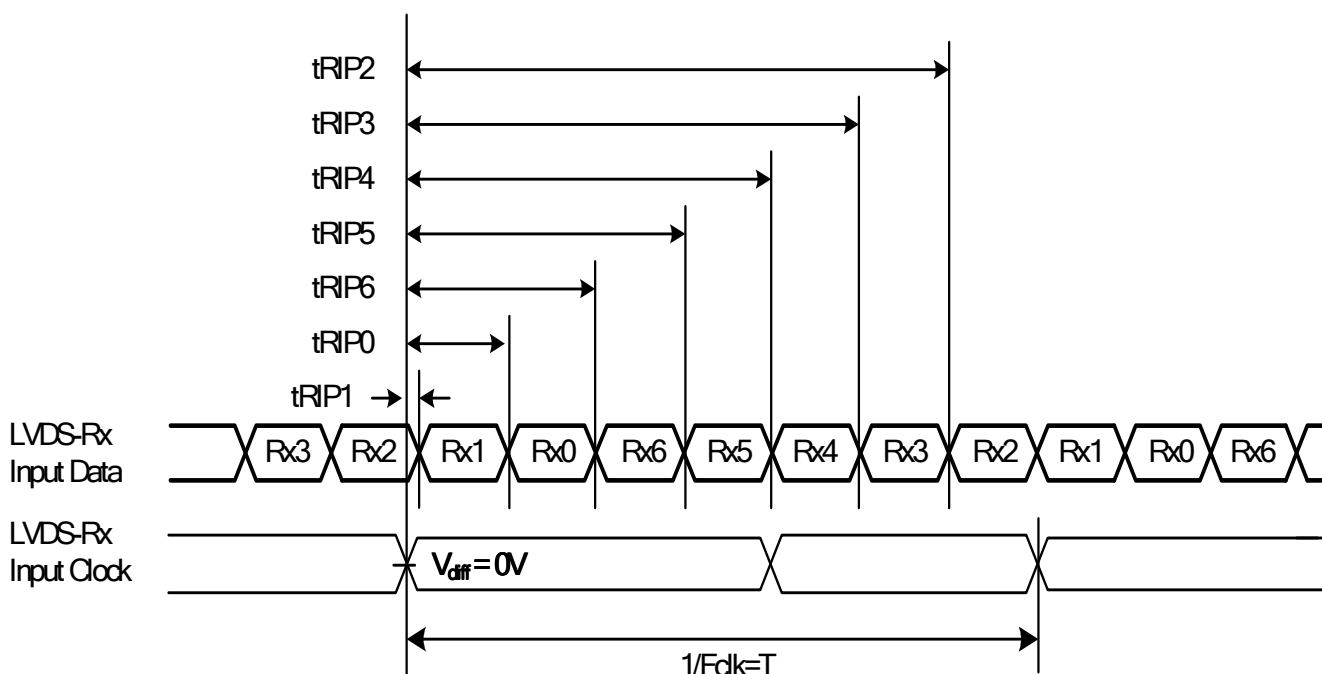 tRIP2
tRIP3
tRIP4
tRIP5
tRIP6
tRIP0
tRIP1
LVDS-Rx
Input Data
Rx3 Rx2 Rx1 Rx0 Rx6 Rx5 Rx4 Rx3 Rx2 Rx1 Rx0 Rx6
LVDS-Rx
Input Clock
Vdiff = 0V
1/Fclk=T